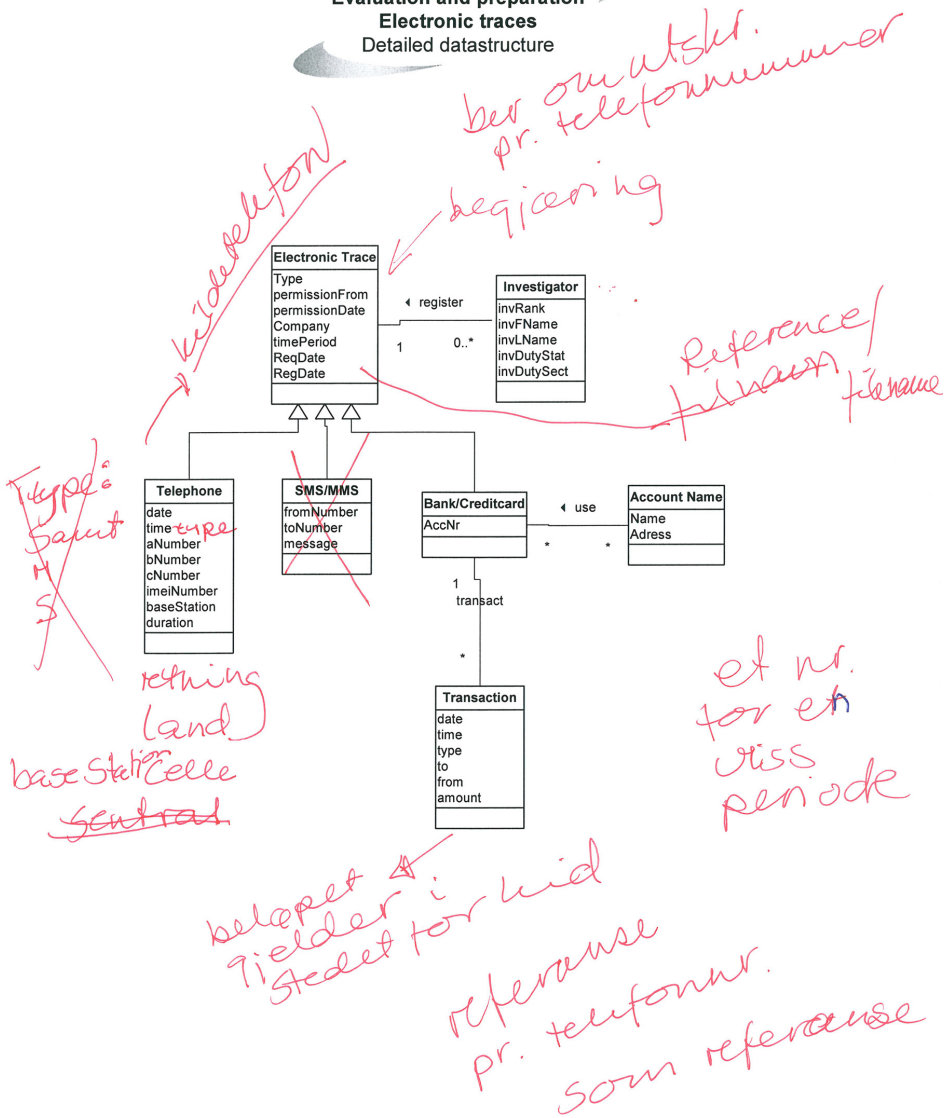 Evaluation and preparation
Electronic traces
Detailed datastructure
ber om utskr.
pr. telefonnummer
begjæring
kildetelefon
Electronic Trace
Type
permissionFrom
permissionDate
Company
timePeriod
ReqDate
RegDate
◄ register
1
0..*
Investigator
invRank
invFName
invLName
invDutyStat
invDutySect
Reference/
filnavn
filename
Type:
Samt
M
S
Telephone
date
time type
aNumber
bNumber
cNumber
imeiNumber
baseStation
duration
SMS/MMS
fromNumber
toNumber
message
Bank/Creditcard
AccNr
◄ use
*
*
Account Name
Name
Adress
1
transact
*
retning
land
baseStation Celle
sentral
Transaction
date
time
type
to
from
amount
et nr.
for en
viss
periode
beløpet
gjelder i
stedet for
referanse
pr. telefonnr.
som referanse